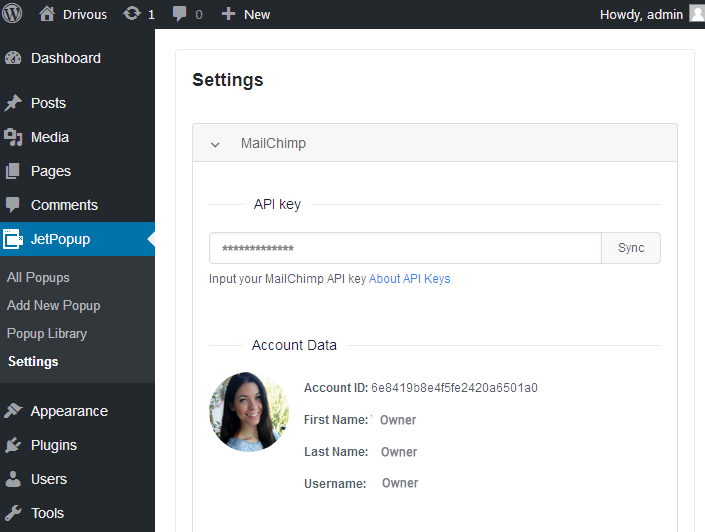 Drivous 1 0 New Howdy, admin
Dashboard
Posts
Media
Pages
Comments
JetPopup
All Popups
Add New Popup
Popup Library
Settings
Appearance
Plugins
Users
Tools
Settings
MailChimp
API key
************* Sync
Input your MailChimp API key About API Keys
Account Data
Account ID: 6e8419b8e4f5fe2420a6501a0
First Name: Owner
Last Name: Owner
Username: Owner